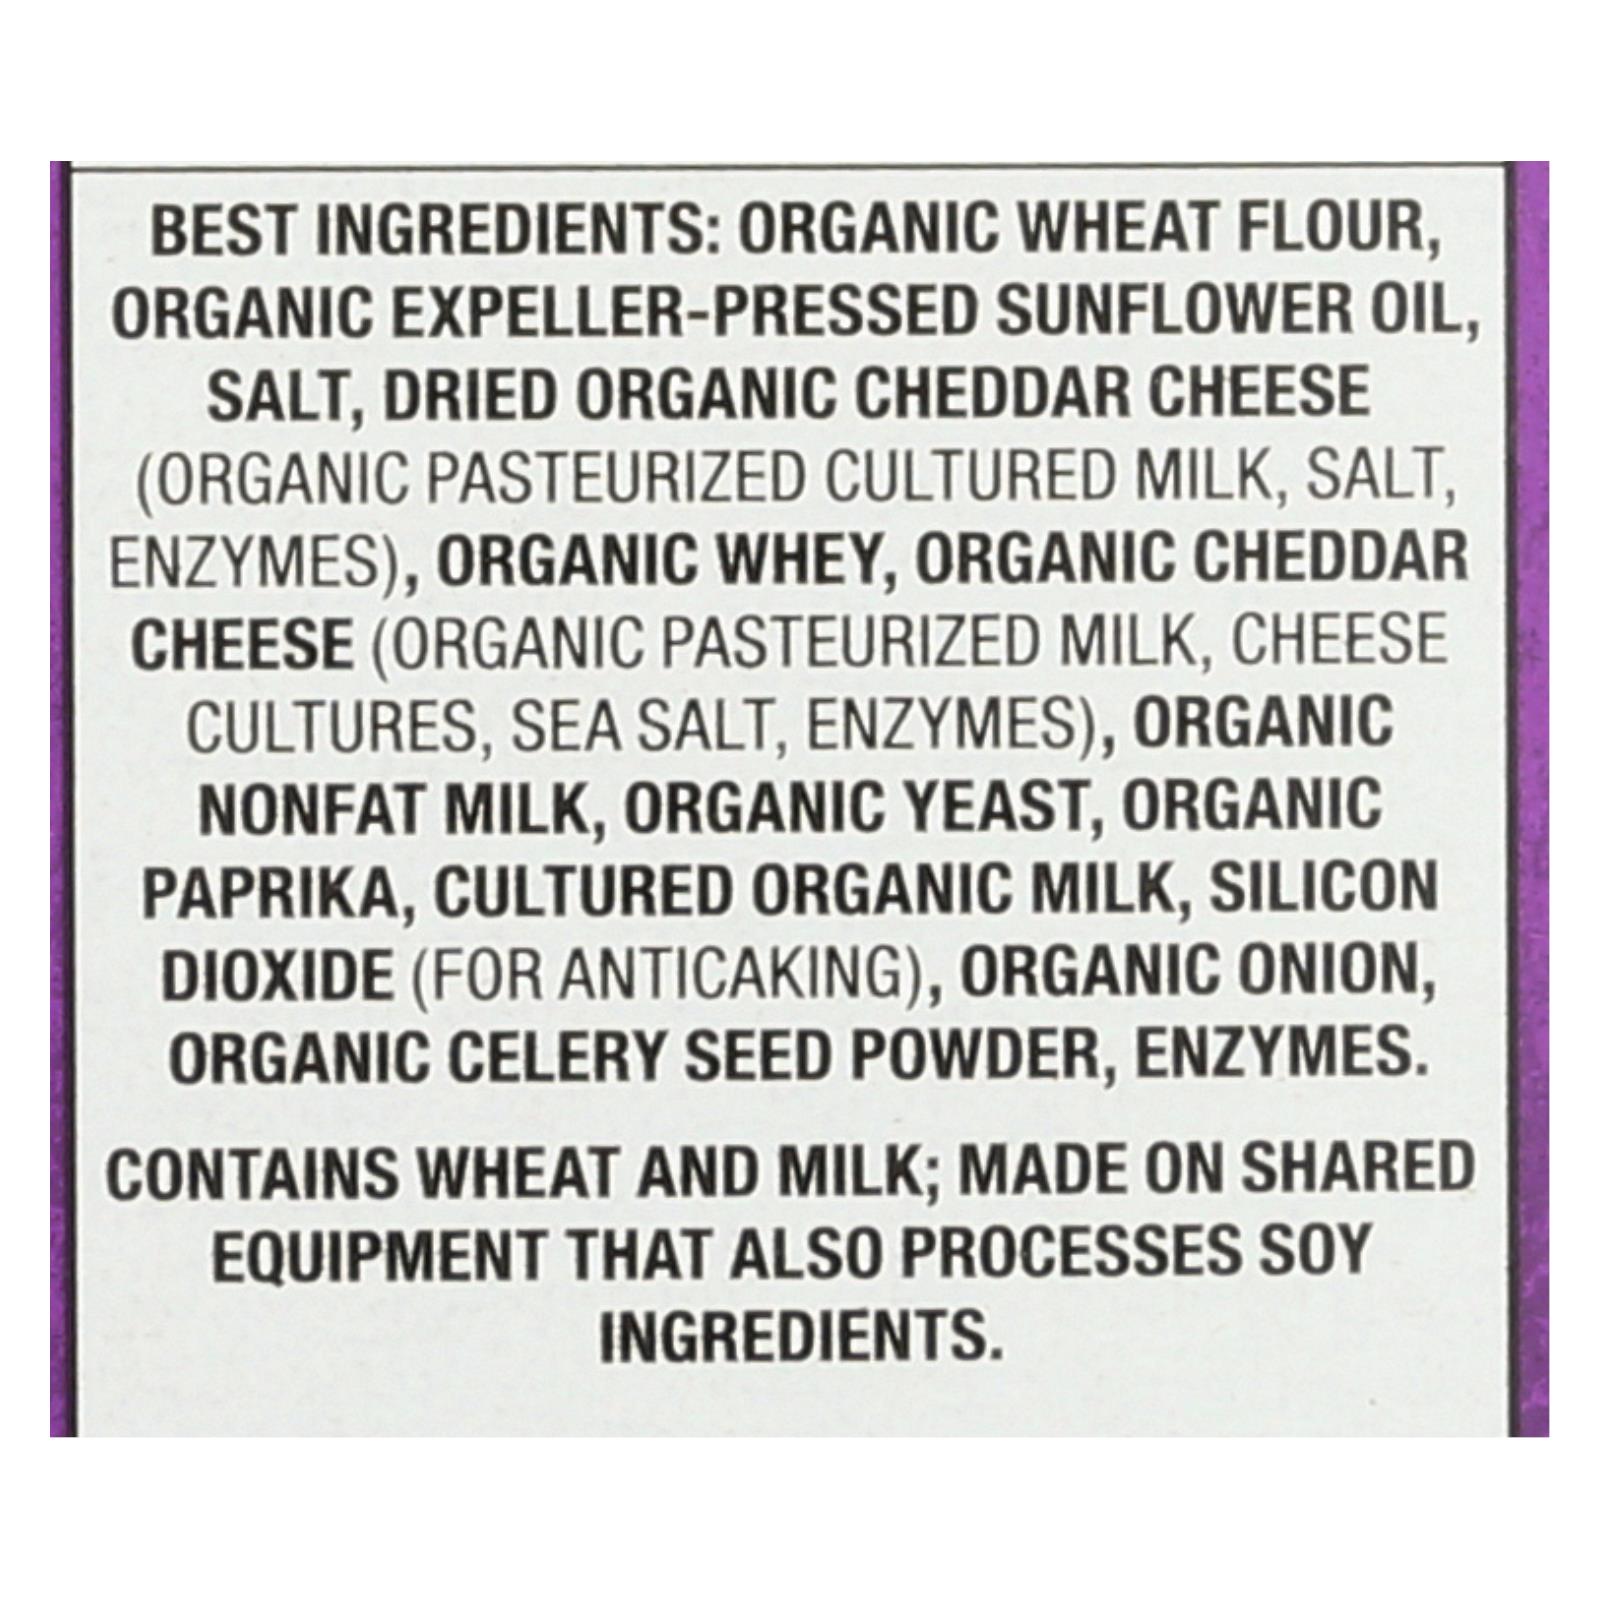 BEST INGREDIENTS: ORGANIC WHEAT FLOUR,
ORGANIC EXPELLER-PRESSED SUNFLOWER OIL,
SALT, DRIED ORGANIC CHEDDAR CHEESE
(ORGANIC PASTEURIZED CULTURED MILK, SALT,
ENZYMES), ORGANIC WHEY, ORGANIC CHEDDAR
CHEESE (ORGANIC PASTEURIZED MILK, CHEESE
CULTURES, SEA SALT, ENZYMES), ORGANIC
NONFAT MILK, ORGANIC YEAST, ORGANIC
PAPRIKA, CULTURED ORGANIC MILK, SILICON
DIOXIDE (FOR ANTICAKING), ORGANIC ONION,
ORGANIC CELERY SEED POWDER, ENZYMES.
CONTAINS WHEAT AND MILK; MADE ON SHARED
EQUIPMENT THAT ALSO PROCESSES SOY
INGREDIENTS.